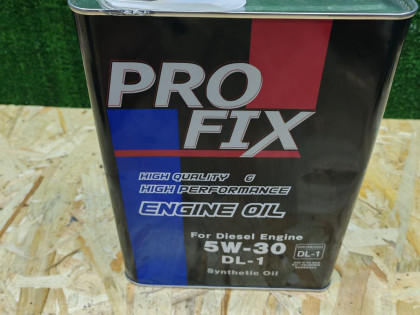 PRO
FIX
HIGH QUALITY &
HIGH PERFORMANCE
ENGINE OIL
For Diesel Engine
5W-30
DL-1
DL-1
Synthetic Oil